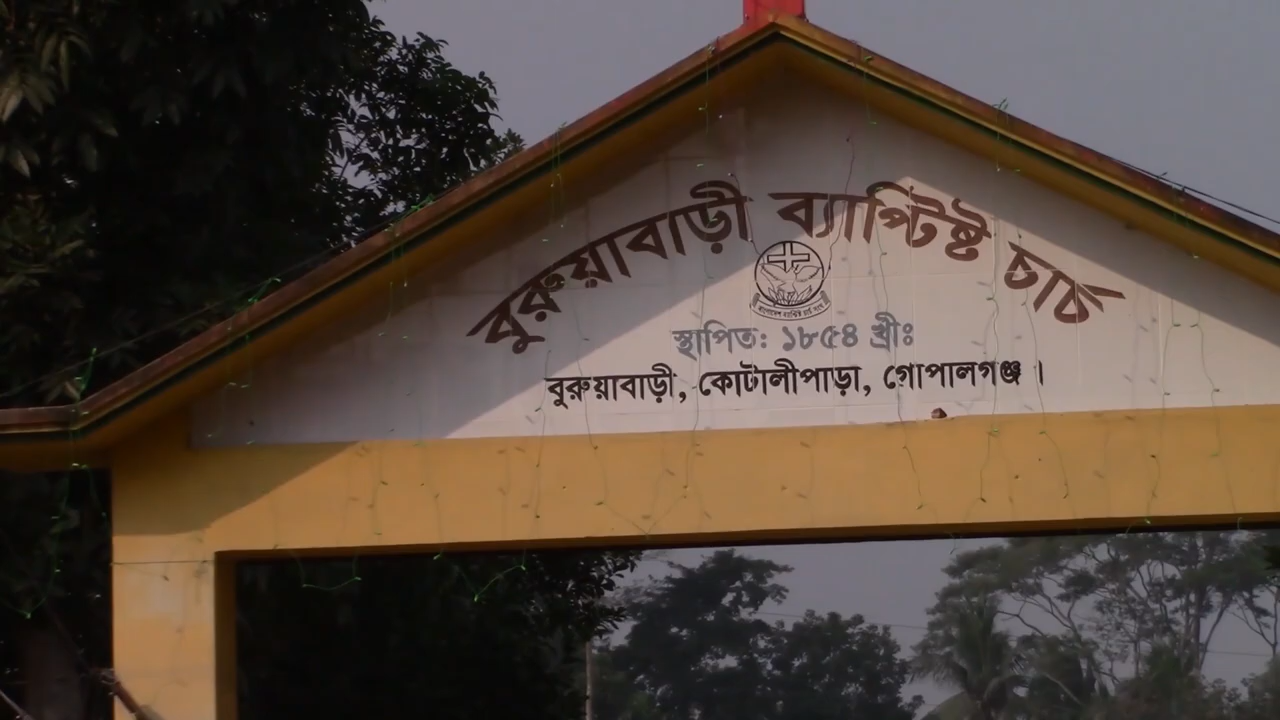 বুরুয়াবাড়ী ব্যাপ্টিষ্ট চার্চ
স্থাপিত: ১৮৫৪ খ্রীঃ
বুরুয়াবাড়ী, কোটালীপাড়া, গোপালগঞ্জ ।